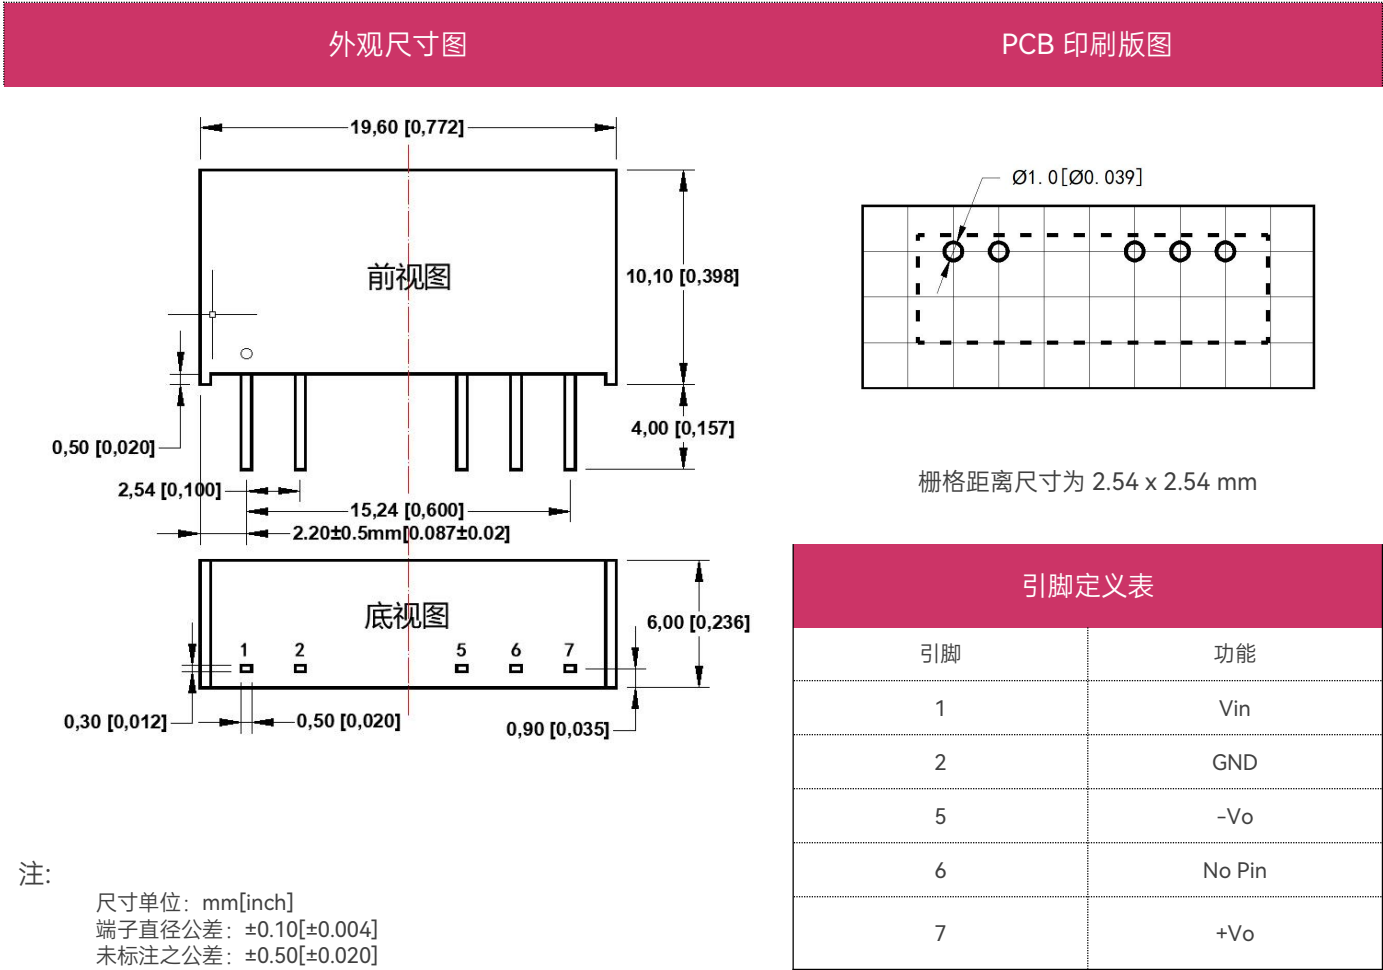 外观尺寸图
PCB 印刷版图
19,60 [0,772]
前视图
10,10 [0,398]
4,00 [0,157]
0,50 [0,020]
2,54 [0,100]
15,24 [0,600]
2.20±0.5mm[0.087±0.02]
底视图
6,00 [0,236]
1 2 5 6 7
0,30 [0,012]
0,50 [0,020]
0,90 [0,035]
Ø1.0[Ø0.039]
栅格距离尺寸为 2.54 x 2.54 mm
引脚定义表
引脚 功能
1 Vin
2 GND
5 -Vo
6 No Pin
7 +Vo
注:
尺寸单位：mm[inch]
端子直径公差：±0.10[±0.004]
未标注之公差：±0.50[±0.020]